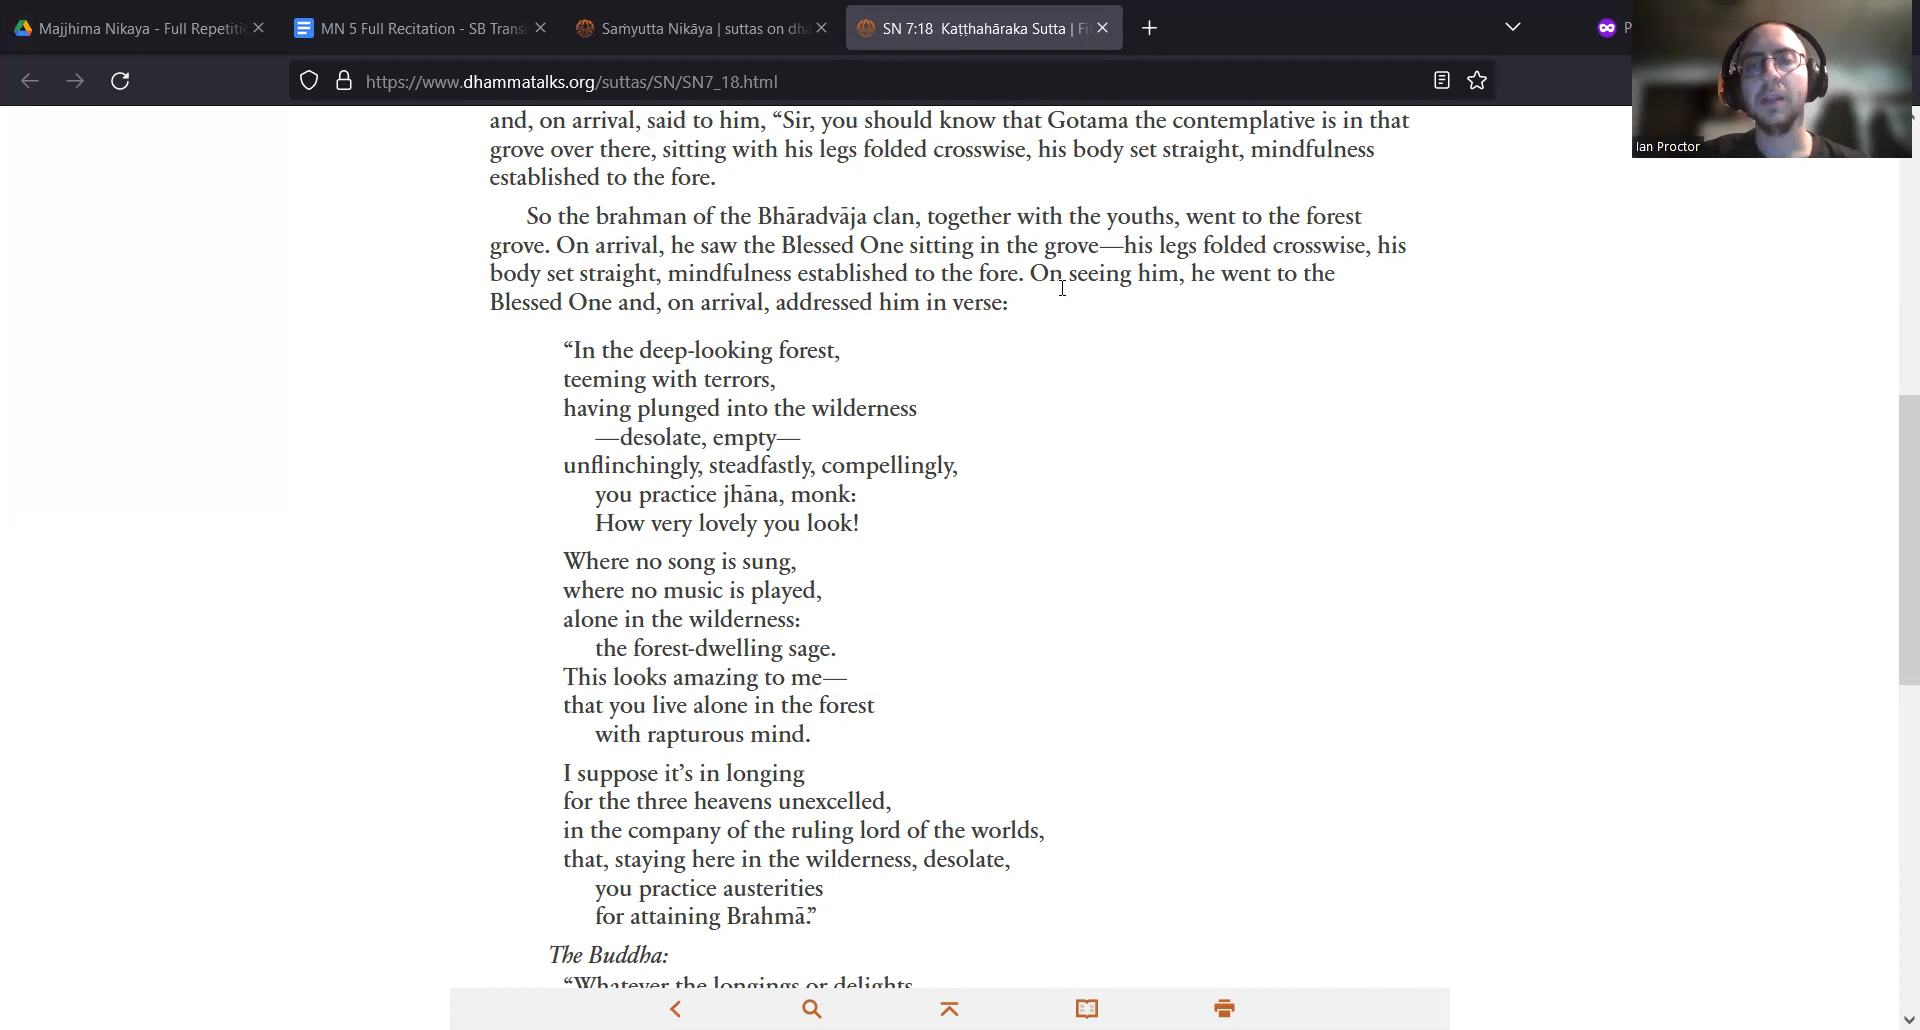 Majjhima Nikaya - Full Repetitio
MN 5 Full Recitation - SB Trans
Saṁyutta Nikāya | suttas on dha
SN 7:18 Kaṭṭhahāraka Sutta | Fi
P
https://www.dhammatalks.org/suttas/SN/SN7_18.html
Ian Proctor
and, on arrival, said to him, “Sir, you should know that Gotama the contemplative is in that
grove over there, sitting with his legs folded crosswise, his body set straight, mindfulness
established to the fore.
So the brahman of the Bhāradvāja clan, together with the youths, went to the forest
grove. On arrival, he saw the Blessed One sitting in the grove—his legs folded crosswise, his
body set straight, mindfulness established to the fore. On seeing him, he went to the
Blessed One and, on arrival, addressed him in verse:
“In the deep-looking forest,
teeming with terrors,
having plunged into the wilderness
—desolate, empty—
unflinchingly, steadfastly, compellingly,
you practice jhāna, monk:
How very lovely you look!
Where no song is sung,
where no music is played,
alone in the wilderness:
the forest-dwelling sage.
This looks amazing to me—
that you live alone in the forest
with rapturous mind.
I suppose it’s in longing
for the three heavens unexcelled,
in the company of the ruling lord of the worlds,
that, staying here in the wilderness, desolate,
you practice austerities
for attaining Brahmā.”
The Buddha:
“Whatever the longings or delights